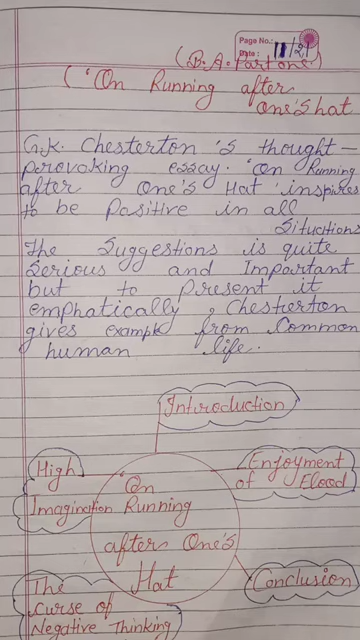 Page No.:
Date: 11/21
(B.A. Part one)
("On Running after
One's hat
G.K. Chesterton 's thought-
provoking essay. "On Running
after One's Hat 'inspires
to be Positive in all
Situations
The Suggestions is quite
Serious and Important
but to present it
emphatically, Chesterton
gives example from Common
human life.
Introduction
High
Imagination
Enjoyment
of Flood
"On
Running
after One's
Hat
Conclusion
The
Curse of
Negative Thinking